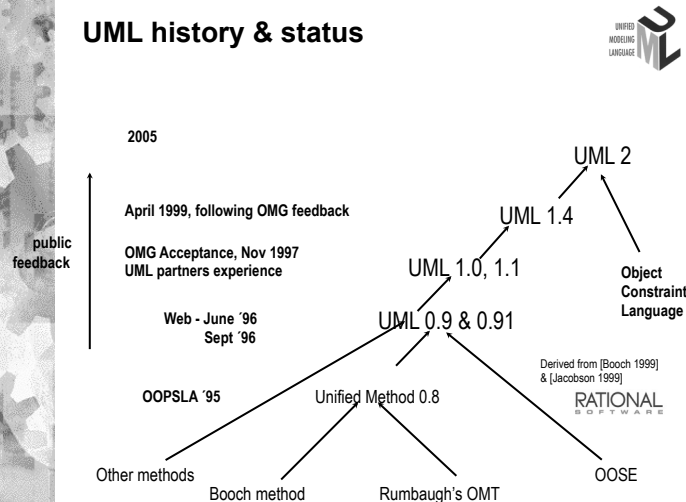 UML history & status
UNIFIED
MODELING
LANGUAGE
UML
2005
UML 2
April 1999, following OMG feedback
UML 1.4
public
feedback
OMG Acceptance, Nov 1997
UML partners experience
UML 1.0, 1.1
Object
Constraint
Language
Web - June ´96
Sept ´96
UML 0.9 & 0.91
Derived from [Booch 1999]
& [Jacobson 1999]
RATIONAL
SOFTWARE
OOPSLA ´95
Unified Method 0.8
Other methods
Booch method
Rumbaugh's OMT
OOSE